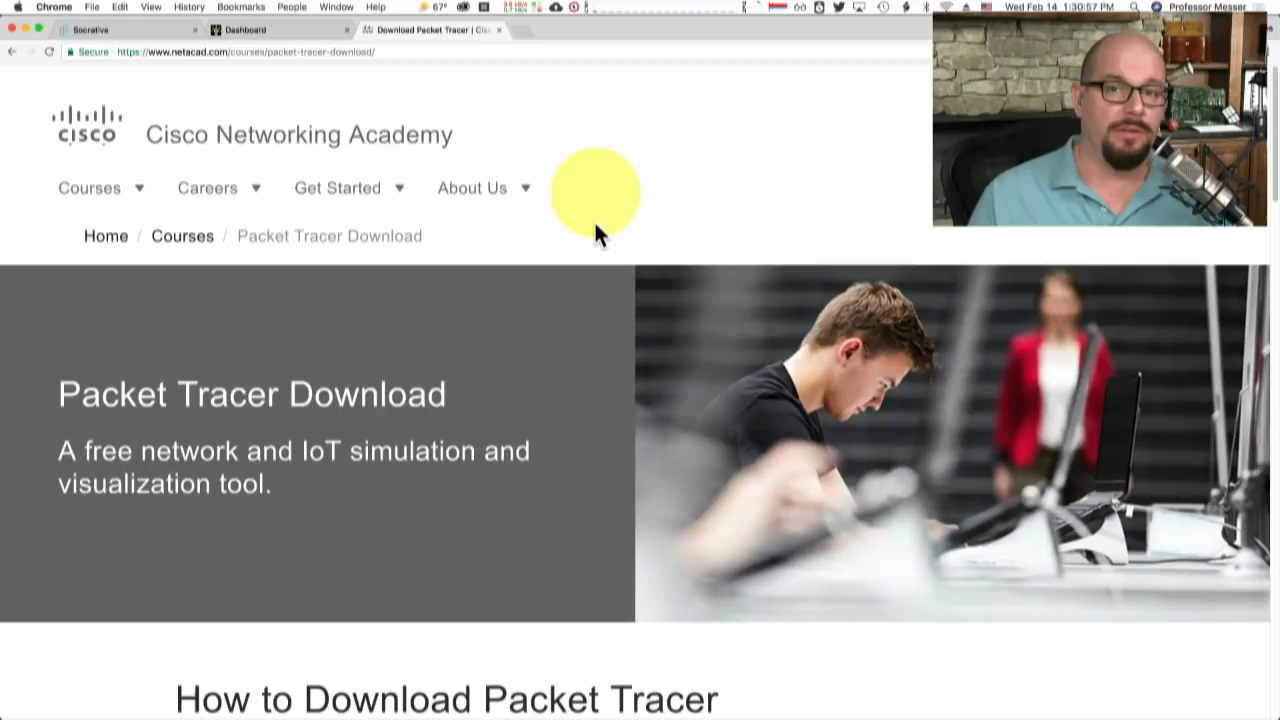 Chrome File Edit View History Bookmarks People Window Help 67° Wed Feb 14 1:30:57 PM Professor Messer
Socrative Dashboard Download Packet Tracer | Cis
Secure https://www.netacad.com/courses/packet-tracer-download/
CISCO Cisco Networking Academy
Courses Careers Get Started About Us
Home / Courses / Packet Tracer Download
Packet Tracer Download
A free network and IoT simulation and
visualization tool.
How to Download Packet Tracer